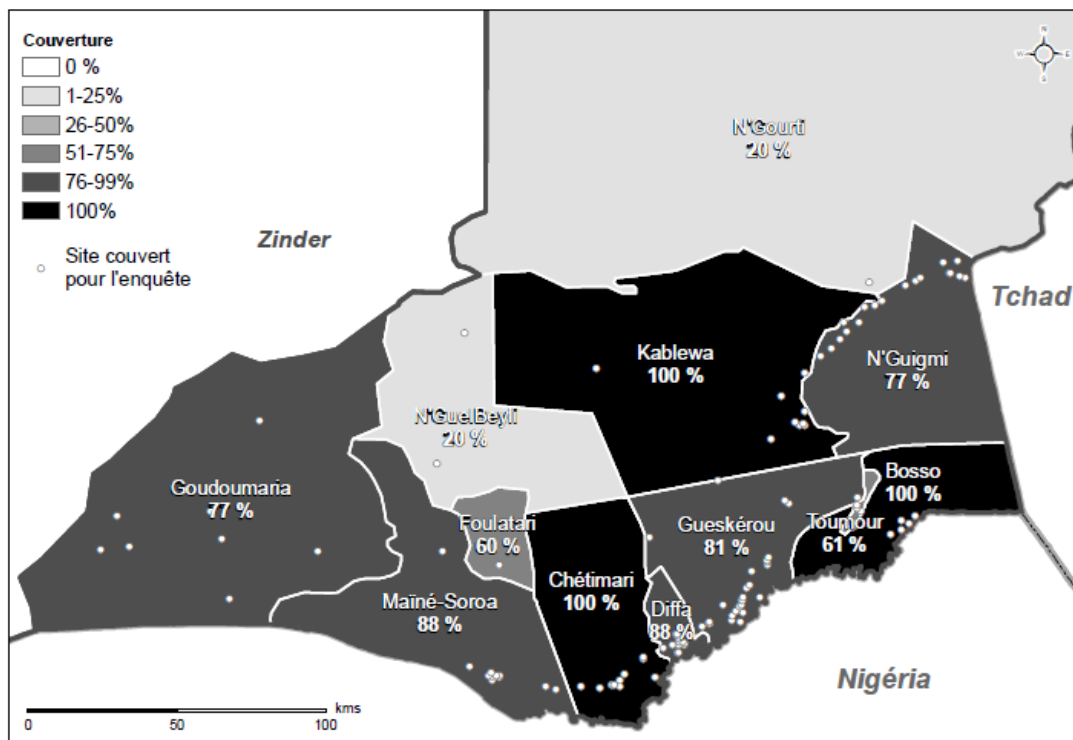 Couverture
0 %
1-25%
26-50%
51-75%
76-99%
100%
Site couvert
pour l'enquête
N
W
E
S
N'Gourti
20 %
Zinder
Tchad
Kablewa
100 %
N'Guigmi
77 %
N'GuelBeyli
20 %
Goudoumaria
77 %
Bosso
100 %
Foulatari
60 %
Gueskérou
81 %
Toumour
61 %
Chétimari
100 %
Maïné-Soroa
88 %
Diffa
88 %
Nigéria
kms
0
50
100